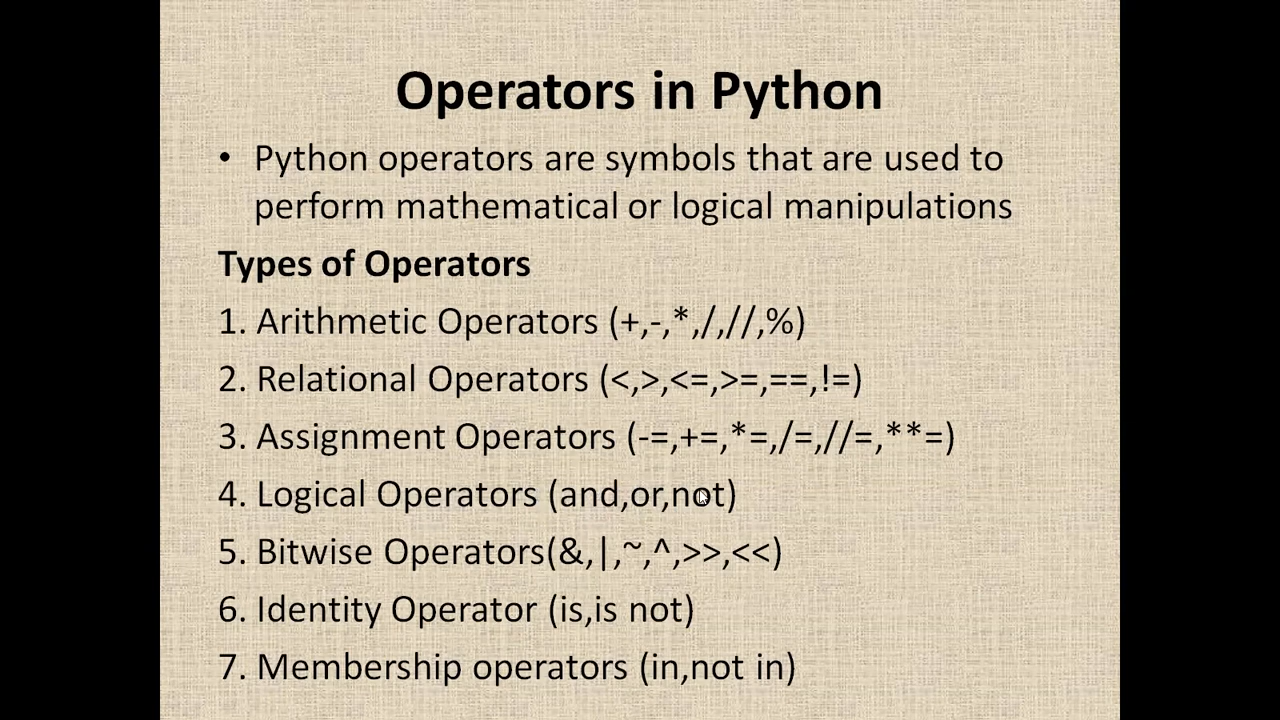 Operators in Python
• Python operators are symbols that are used to
perform mathematical or logical manipulations
Types of Operators
1. Arithmetic Operators (+,-,*,/,//,%)
2. Relational Operators (<,>,<=,>=,==,!=)
3. Assignment Operators (-=,+=,*=,/=,//=,**=)
4. Logical Operators (and,or,not)
5. Bitwise Operators(&,|,~,^,>>,<<)
6. Identity Operator (is,is not)
7. Membership operators (in,not in)